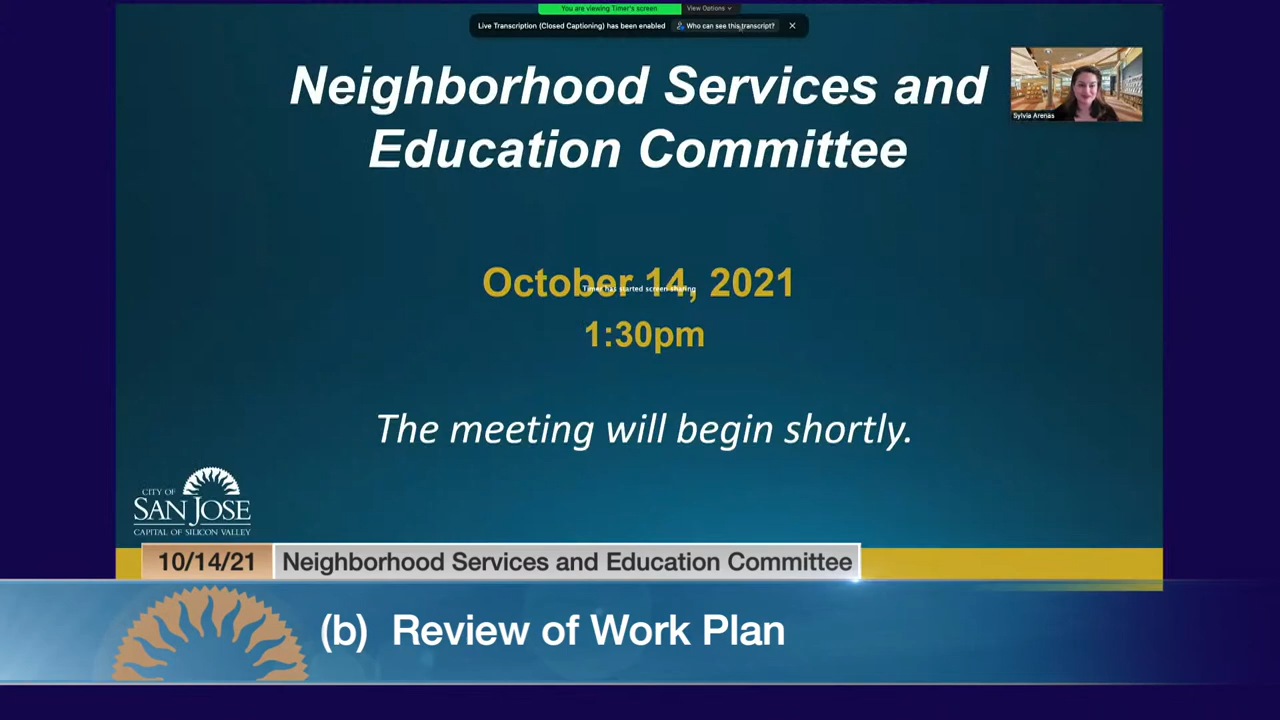 You are viewing Timer's screen
View Options
Live Transcription (Closed Captioning) has been enabled
Who can see this transcript?
Neighborhood Services and
Education Committee
Sylvia Arenas
October 14, 2021
Timer has started screen sharing
1:30pm
The meeting will begin shortly.
CITY OF
SAN JOSE
CAPITAL OF SILICON VALLEY
10/14/21
Neighborhood Services and Education Committee
(b) Review of Work Plan